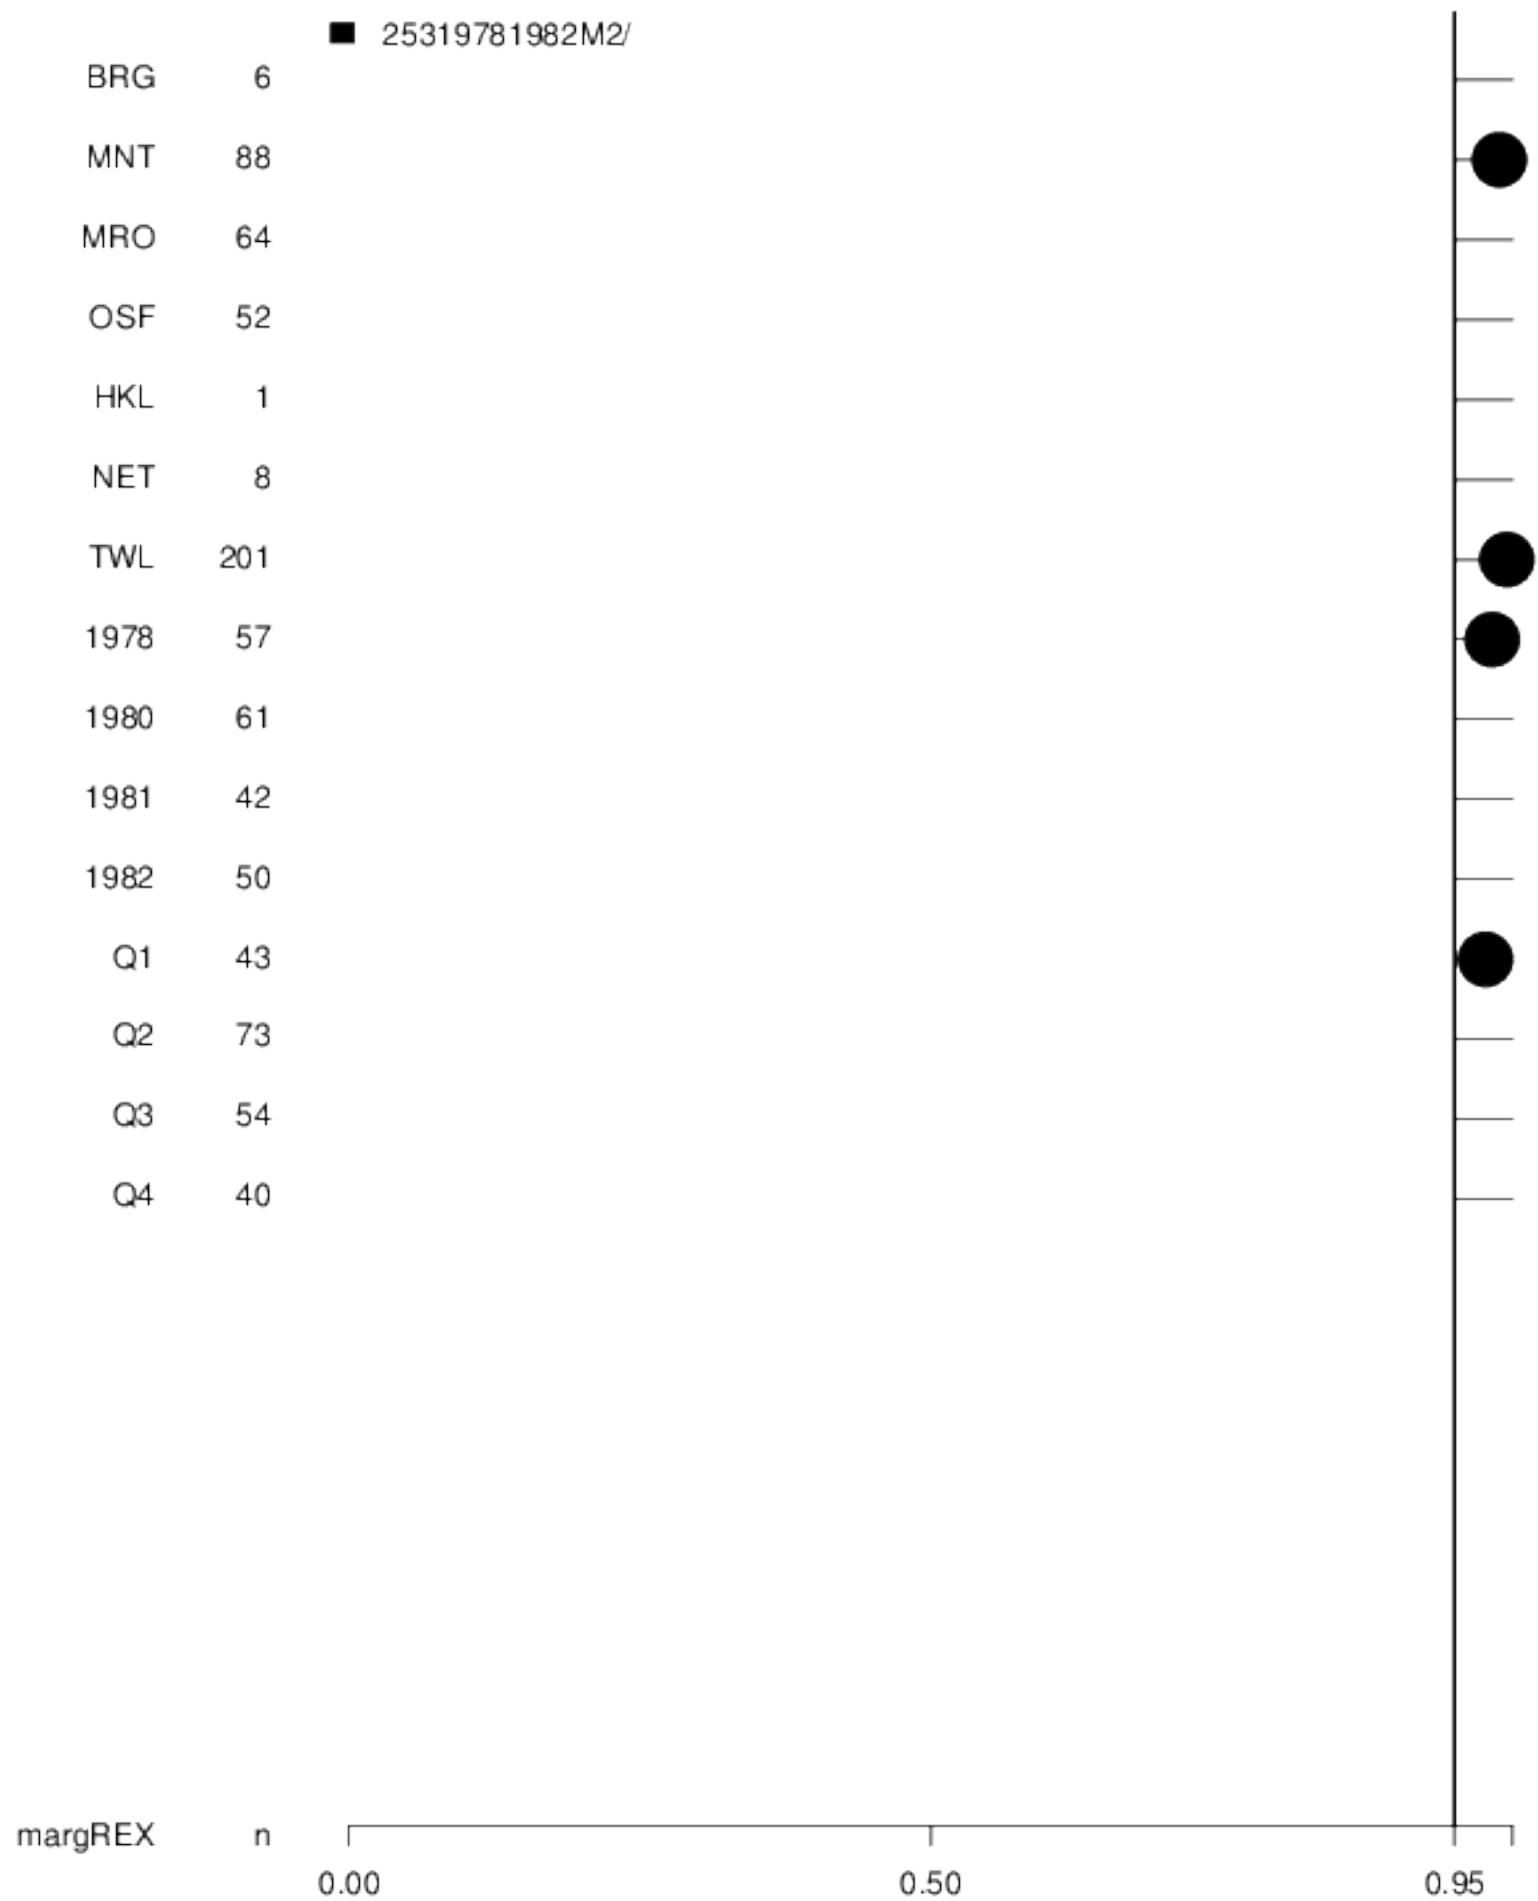 25319781982M2/
BRG 6
MNT 88
MRO 64
OSF 52
HKL 1
NET 8
TWL 201
1978 57
1980 61
1981 42
1982 50
Q1 43
Q2 73
Q3 54
Q4 40
margREX n
0.00 0.50 0.95